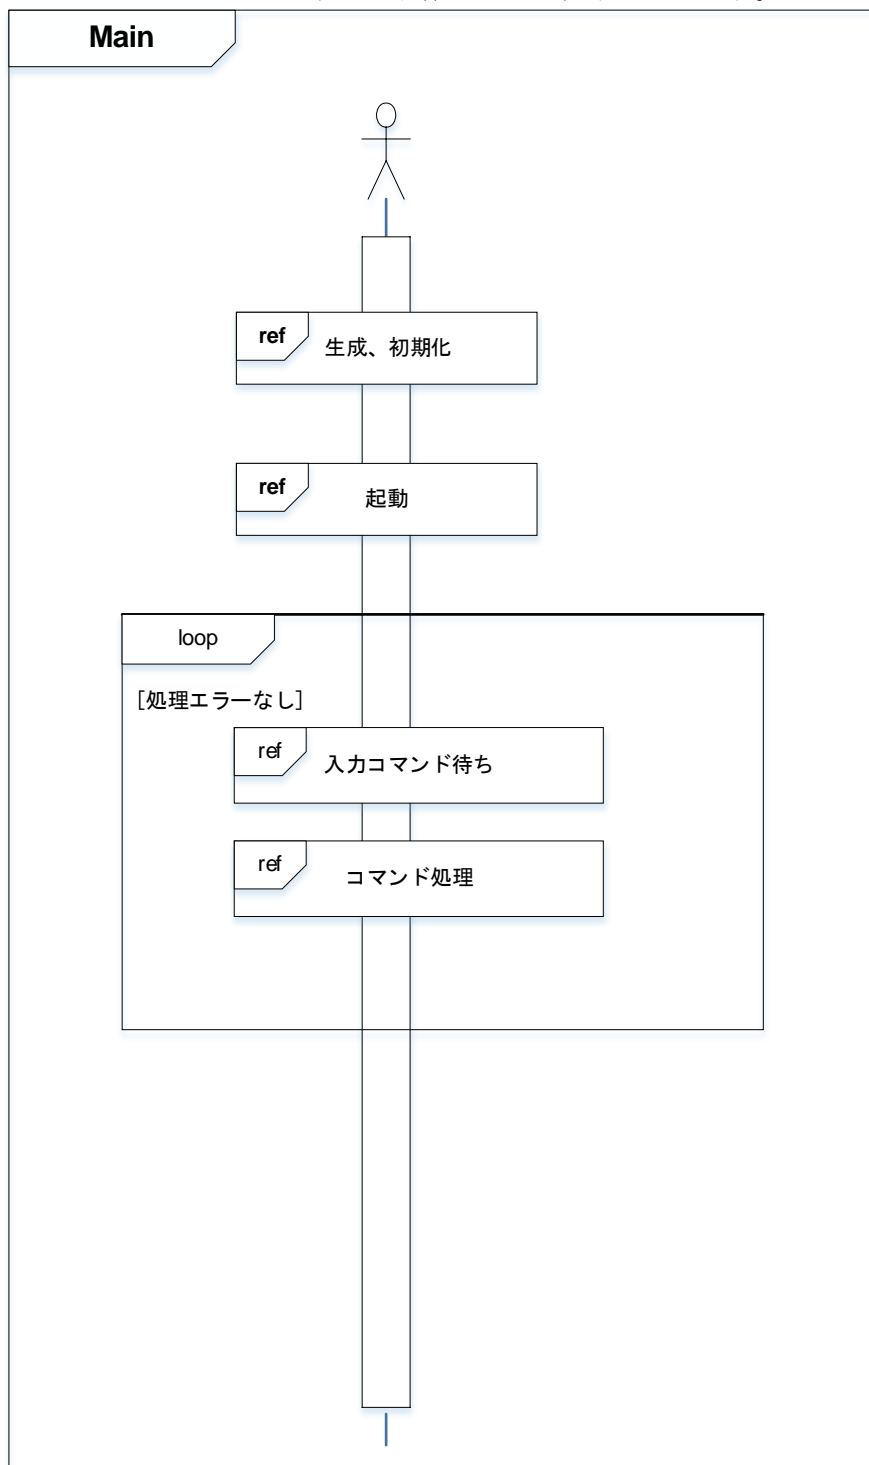 Main
ref
生成、初期化
ref
起動
loop
[処理エラーなし]
ref
入力コマンド待ち
ref
コマンド処理